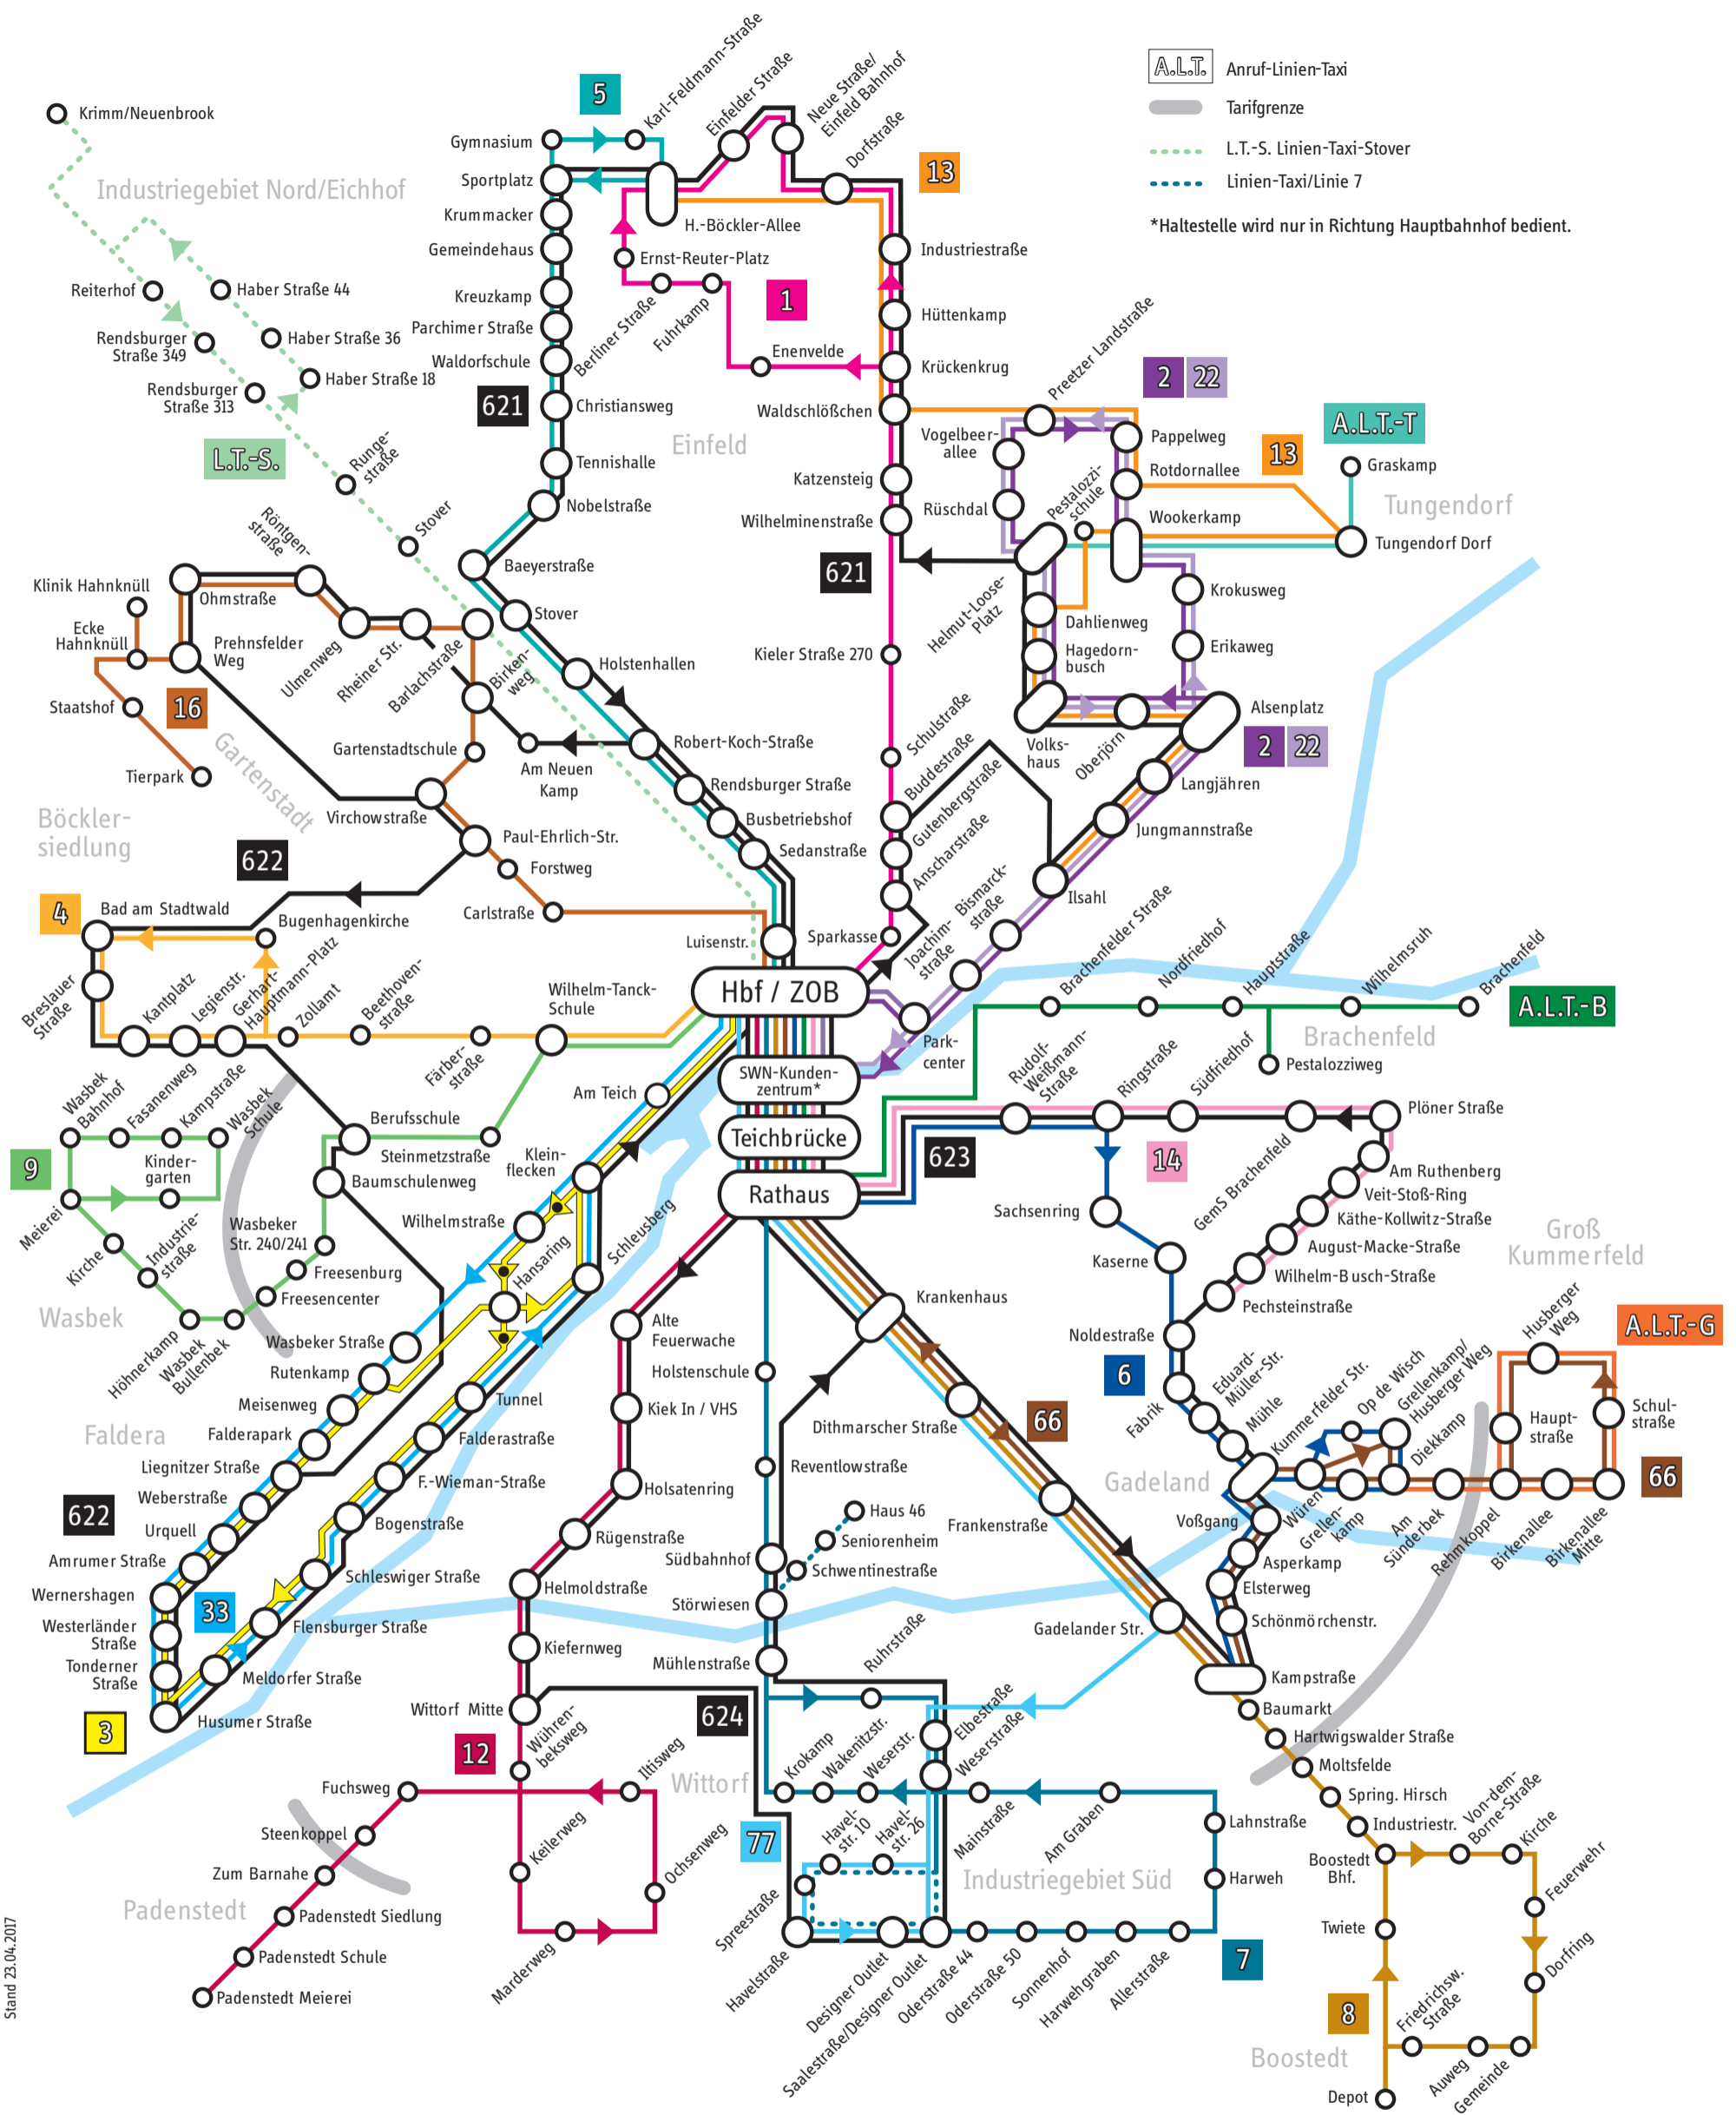 A.L.T. Anruf-Linien-Taxi
Tarifgrenze
L.T.-S. Linien-Taxi-Stover
Linien-Taxi/Linie 7
*Haltestelle wird nur in Richtung Hauptbahnhof bedient.
Krimm/Neuenbrook
Industriegebiet Nord/Eichhof
Reiterhof
Haber Straße 44
Rendsburger
Straße 349
Haber Straße 36
Rendsburger
Straße 313
Haber Straße 18
L.T.-S.
Runge-
straße
Stover
5
Gymnasium
Karl-Feldmann-Straße
Sportplatz
Krummacker
Gemeindehaus
Kreuzkamp
Parchimer Straße
Waldorfschule
621
Christiansweg
Tennishalle
Nobelstraße
Baeyerstraße
Stover
Holstenhallen
Robert-Koch-Straße
Rendsburger Straße
Busbetriebshof
Sedanstraße
Luisenstr.
Einfelder Straße
Neue Straße/
Einfeld Bahnhof
Dorfstraße
13
H.-Böckler-Allee
Ernst-Reuter-Platz
Berliner Straße
Fuhrkamp
1
Enenvelde
Einfeld
Industriestraße
Hüttenkamp
Krückenkrug
Waldschlößchen
Katzensteig
Wilhelminenstraße
621
Kieler Straße 270
Schulstraße
Buddestraße
Gutenbergstraße
Anscharstraße
Sparkasse
Preetzer Landstraße
2
22
Vogelbeer-
allee
Pappelweg
Rotdornallee
Rüschdal
Pestalozzi-
schule
Wookerkamp
13
A.L.T.-T
Graskamp
Tungendorf
Tungendorf Dorf
Helmut-Loose-
Platz
Dahlienweg
Hagedorn-
busch
Krokusweg
Erikaweg
Volks-
haus
Oberjörn
Alsenplatz
2
22
Langjähren
Jungmannstraße
Ilsahl
Bismarck-
straße
Joachim-
straße
Park-
center
Klinik Hahnknüll
Ecke
Hahnknüll
Ohmstraße
Röntgen-
straße
Prehnsfelder
Weg
Ulmenweg
Rheiner Str.
Barlachstraße
Birken-
weg
Staatshof
16
Tierpark
Gartenstadt
Gartenstadtschule
Am Neuen
Kamp
Virchowstraße
Paul-Ehrlich-Str.
Forstweg
Carlstraße
Böckler-
siedlung
622
4
Bad am Stadtwald
Bugenhagenkirche
Breslauer
Straße
Kantplatz
Legienstr.
Gerhart-
Hauptmann-Platz
Zollamt
Beethoven-
straße
Färber-
straße
Wilhelm-Tanck-
Schule
Hbf / ZOB
SWN-Kunden-
zentrum*
Teichbrücke
Rathaus
Brachenfelder Straße
Nordfriedhof
Hauptstraße
Wilhelmsruh
Brachenfeld
A.L.T.-B
Brachenfeld
Pestalozziweg
Rudolf-
Weißmann-
Straße
Ringstraße
Südfriedhof
GemS Brachenfeld
Plöner Straße
623
14
Am Ruthenberg
Veit-Stoß-Ring
Käthe-Kollwitz-Straße
August-Macke-Straße
Wilhelm-Busch-Straße
Pechsteinstraße
Sachsenring
Kaserne
Noldestraße
6
Fabrik
Eduard-
Müller-Str.
Mühle
Kummerfelder Str.
Gadeland
Op de Wisch
Grellenkamp/
Husberger Weg
Diekkamp
Würen
Grellen-
kamp
Am
Sünderbek
Rehmkoppel
Birkenallee
Birkenallee
Mitte
Haupt-
straße
Schul-
straße
Husberger
Weg
Groß
Kummerfeld
A.L.T.-G
66
Voßgang
Asperkamp
Elsterweg
Schönmörchenstr.
Kampstraße
Wasbek
Bahnhof
Fasanenweg
Kampstraße
Wasbek
Schule
9
Kinder-
garten
Meierei
Kirche
Industrie-
straße
Höhnerkamp
Wasbek
Bullenbek
Wasbek
Freesencenter
Freesenburg
Wasbeker
Str. 240/241
Baumschulenweg
Berufsschule
Steinmetzstraße
Am Teich
Klein-
flecken
Wilhelmstraße
Hansaring
Schleusberg
Wasbeker Straße
Rutenkamp
Meisenweg
Falderapark
Faldera
Liegnitzer Straße
Weberstraße
622
Urquell
Amrumer Straße
Wernershagen
Westerländer
Straße
Tonderner
Straße
33
3
Husumer Straße
Meldorfer Straße
Flensburger Straße
Schleswiger Straße
Bogenstraße
F.-Wieman-Straße
Falderastraße
Tunnel
Alte
Feuerwache
Kiek In / VHS
Holsatenring
Rügenstraße
Helmoldstraße
Kiefernweg
Wittorf Mitte
12
Wühren-
beksweg
Iltisweg
Fuchsweg
Steenkoppel
Zum Barnahe
Padenstedt
Padenstedt Siedlung
Padenstedt Schule
Padenstedt Meierei
Keilerweg
Marderweg
Ochsenweg
Wittorf
Holstenschule
Reventlowstraße
Südbahnhof
Störwiesen
Mühlenstraße
Haus 46
Seniorenheim
Schwentinestraße
624
Ruhrstraße
Krokamp
Wakenitzstr.
Weserstr.
Elbestraße
Weserstraße
77
Havel-
str. 10
Havel-
str. 26
Spreestraße
Havelstraße
Designer Outlet
Saalestraße/Designer Outlet
Oderstraße 44
Oderstraße 50
Sonnenhof
Harwehgraben
Allerstraße
7
Mainstraße
Am Graben
Lahnstraße
Harweh
Industriegebiet Süd
Krankenhaus
Dithmarscher Straße
66
Frankenstraße
Gadelander Str.
Baumarkt
Hartwigswalder Straße
Moltsfelde
Spring. Hirsch
Industriestr.
Boostedt
Bhf.
Von-dem-
Borne-Straße
Kirche
Feuerwehr
Dorfring
Twiete
8
Friedrichsw.
Straße
Auweg
Gemeinde
Boostedt
Depot
Stand 23.04.2017